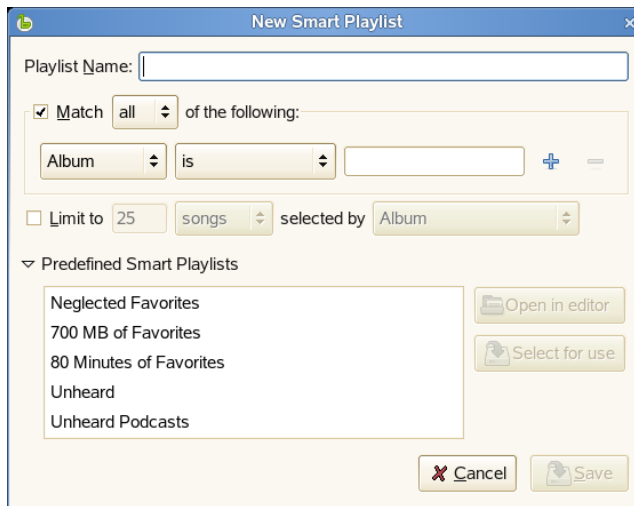 New Smart Playlist
Playlist Name:
Match all of the following:
Album is
Limit to 25 songs selected by Album
Predefined Smart Playlists
Neglected Favorites
700 MB of Favorites
80 Minutes of Favorites
Unheard
Unheard Podcasts
Open in editor
Select for use
Cancel Save